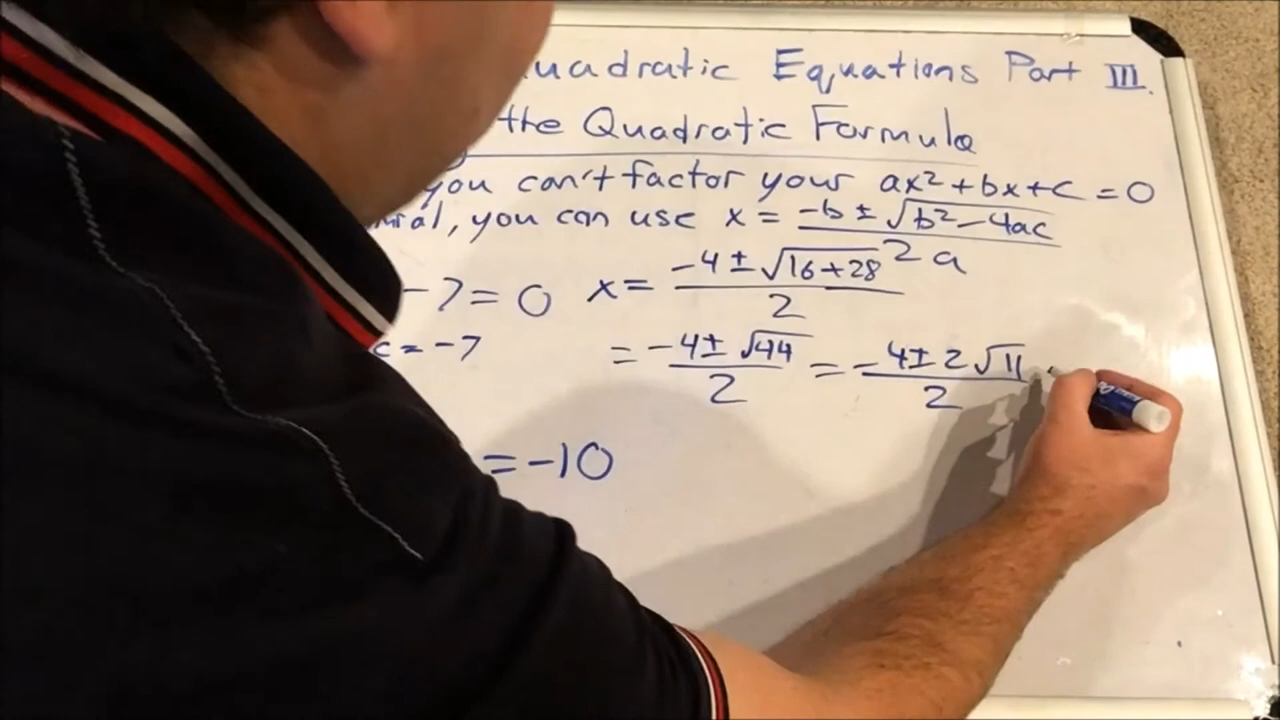 uadratic Equations Part III.
the Quadratic Formula
you can't factor your ax²+bx+c=0
, you can use x = -b ± √b²-4ac
2a
-7=0 x= -4±√16+28
2
c=-7 = -4±√44 = -4±2√11
2 2
=-10